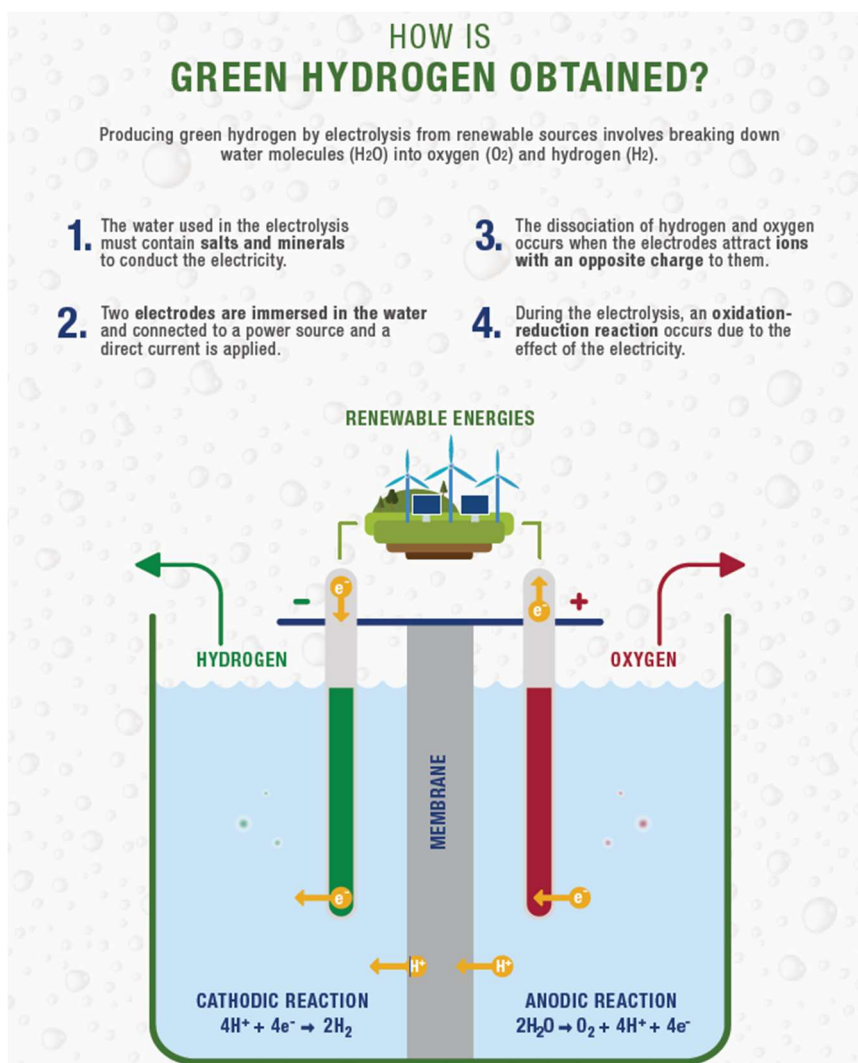 HOW IS
GREEN HYDROGEN OBTAINED?
Producing green hydrogen by electrolysis from renewable sources involves breaking down
water molecules (H2O) into oxygen (O2) and hydrogen (H2).
1. The water used in the electrolysis
must contain salts and minerals
to conduct the electricity.
2. Two electrodes are immersed in the water
and connected to a power source and a
direct current is applied.
3. The dissociation of hydrogen and oxygen
occurs when the electrodes attract ions
with an opposite charge to them.
4. During the electrolysis, an oxidation-
reduction reaction occurs due to the
effect of the electricity.
RENEWABLE ENERGIES
e⁻
e⁻
−
+
HYDROGEN
OXYGEN
MEMBRANE
e⁻
e⁻
H⁺
H⁺
CATHODIC REACTION
4H⁺ + 4e⁻ → 2H₂
ANODIC REACTION
2H₂O → O₂ + 4H⁺ + 4e⁻